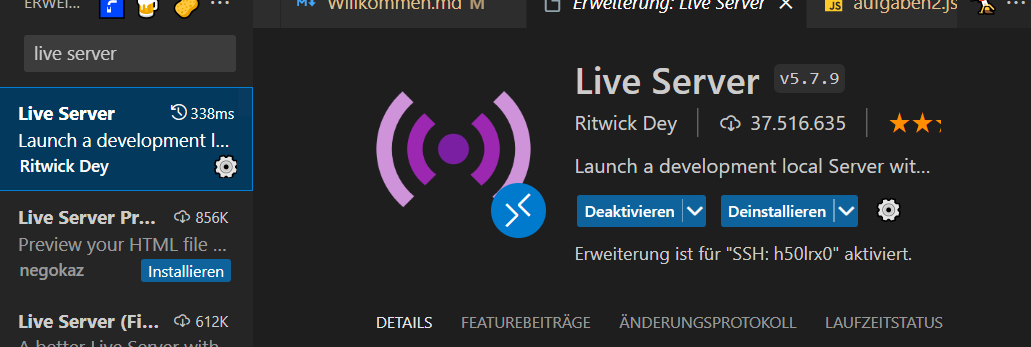 ERWEI...
...
live server
Live Server
338ms
Launch a development l...
Ritwick Dey
Live Server Pr...
856K
Preview your HTML file ...
negokaz
Installieren
Live Server (Fi...
612K
A better Live Server with
Willkommen.md M
Erweiterung: Live Server
JS aufgaben2.js
...
Live Server
v5.7.9
Ritwick Dey
37.516.635
Launch a development local Server wit...
Deaktivieren
Deinstallieren
Erweiterung ist für "SSH: h50lrx0" aktiviert.
DETAILS
FEATUREBEITRÄGE
ÄNDERUNGSPROTOKOLL
LAUFZEITSTATUS